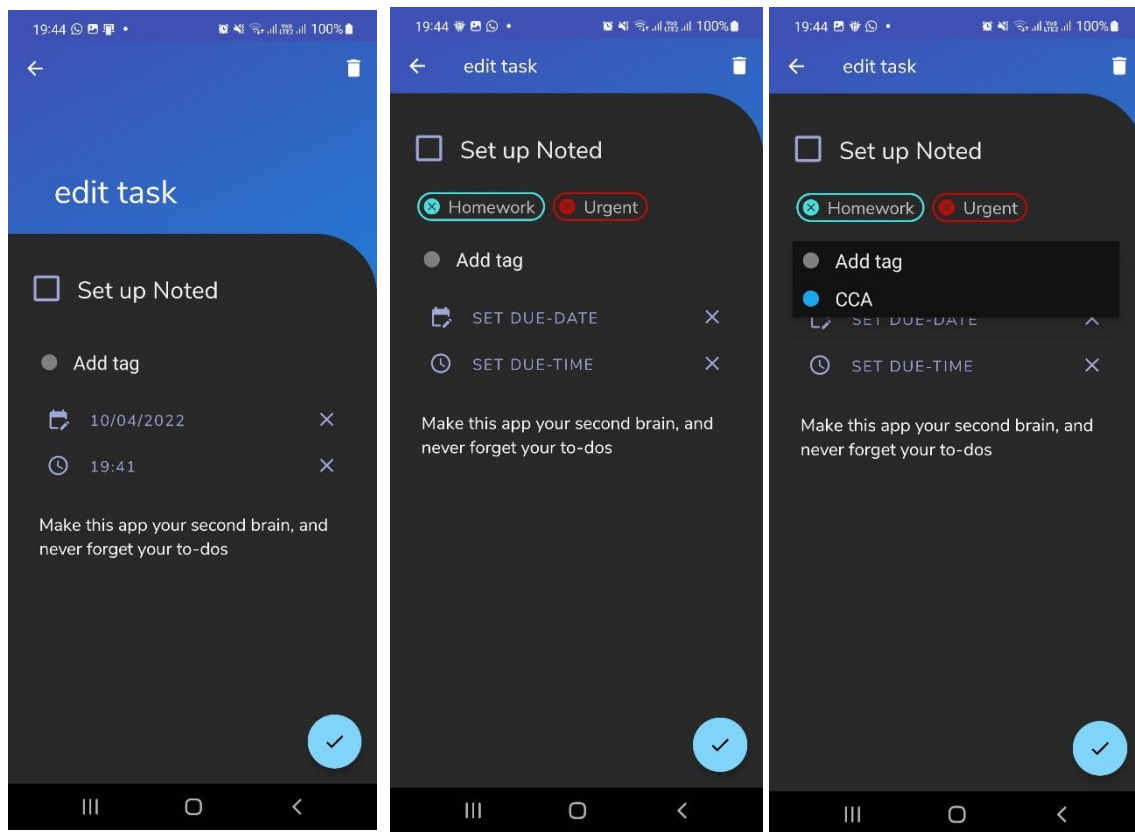 19:44
100%
edit task
Set up Noted
Add tag
10/04/2022
19:41
Make this app your second brain, and
never forget your to-dos
19:44
100%
edit task
Set up Noted
Homework Urgent
Add tag
SET DUE-DATE
SET DUE-TIME
Make this app your second brain, and
never forget your to-dos
19:44
100%
edit task
Set up Noted
Homework Urgent
Add tag
CCA
SET DUE-DATE
SET DUE-TIME
Make this app your second brain, and
never forget your to-dos